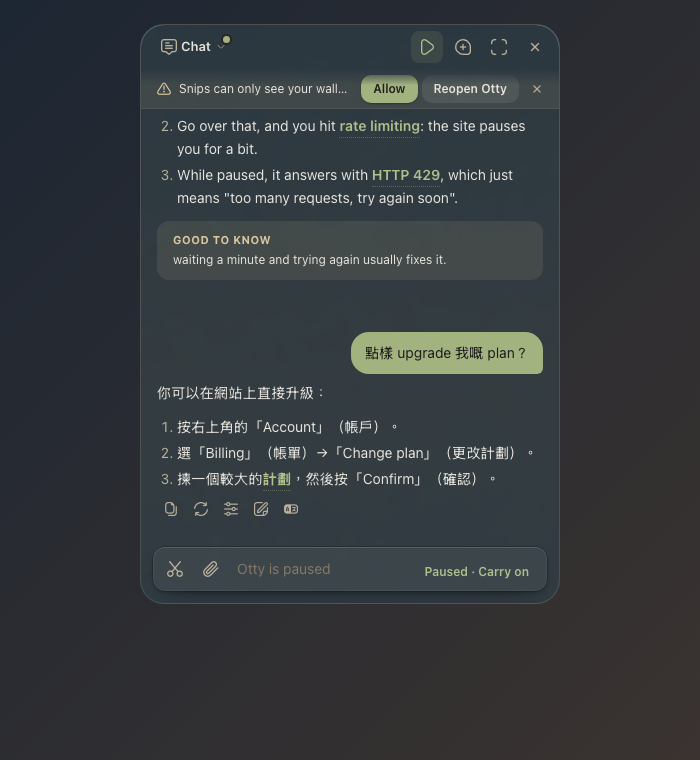 Chat
Snips can only see your wall...
Allow
Reopen Otty
2. Go over that, and you hit rate limiting: the site pauses
you for a bit.
3. While paused, it answers with HTTP 429, which just
means "too many requests, try again soon".
GOOD TO KNOW
waiting a minute and trying again usually fixes it.
點樣 upgrade 我嘅 plan？
你可以在網站上直接升級：
1. 按右上角的「Account」（帳戶）。
2. 選「Billing」（帳單）→「Change plan」（更改計劃）。
3. 揀一個較大的計劃，然後按「Confirm」（確認）。
Otty is paused
Paused · Carry on